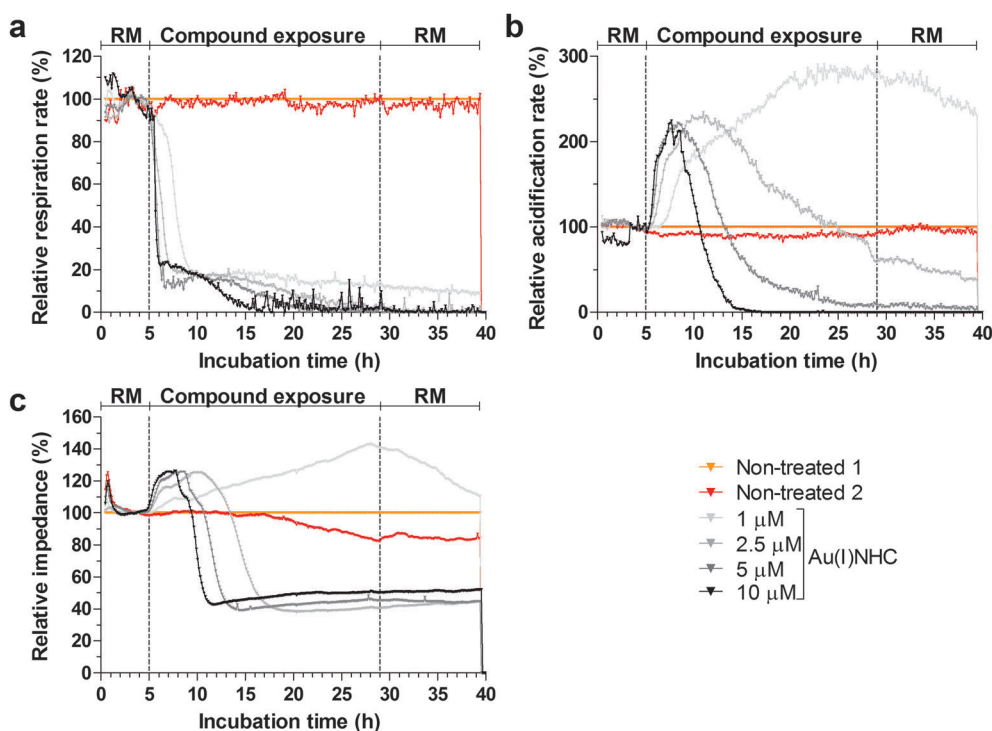 a
RM Compound exposure RM
Relative respiration rate (%)
120
100
80
60
40
20
0
0 5 10 15 20 25 30 35 40
Incubation time (h)
b
RM Compound exposure RM
Relative acidification rate (%)
300
200
100
0
0 5 10 15 20 25 30 35 40
Incubation time (h)
c
RM Compound exposure RM
Relative impedance (%)
160
140
120
100
80
60
40
20
0
0 5 10 15 20 25 30 35 40
Incubation time (h)
Non-treated 1
Non-treated 2
1 μM
2.5 μM
5 μM
10 μM
Au(I)NHC